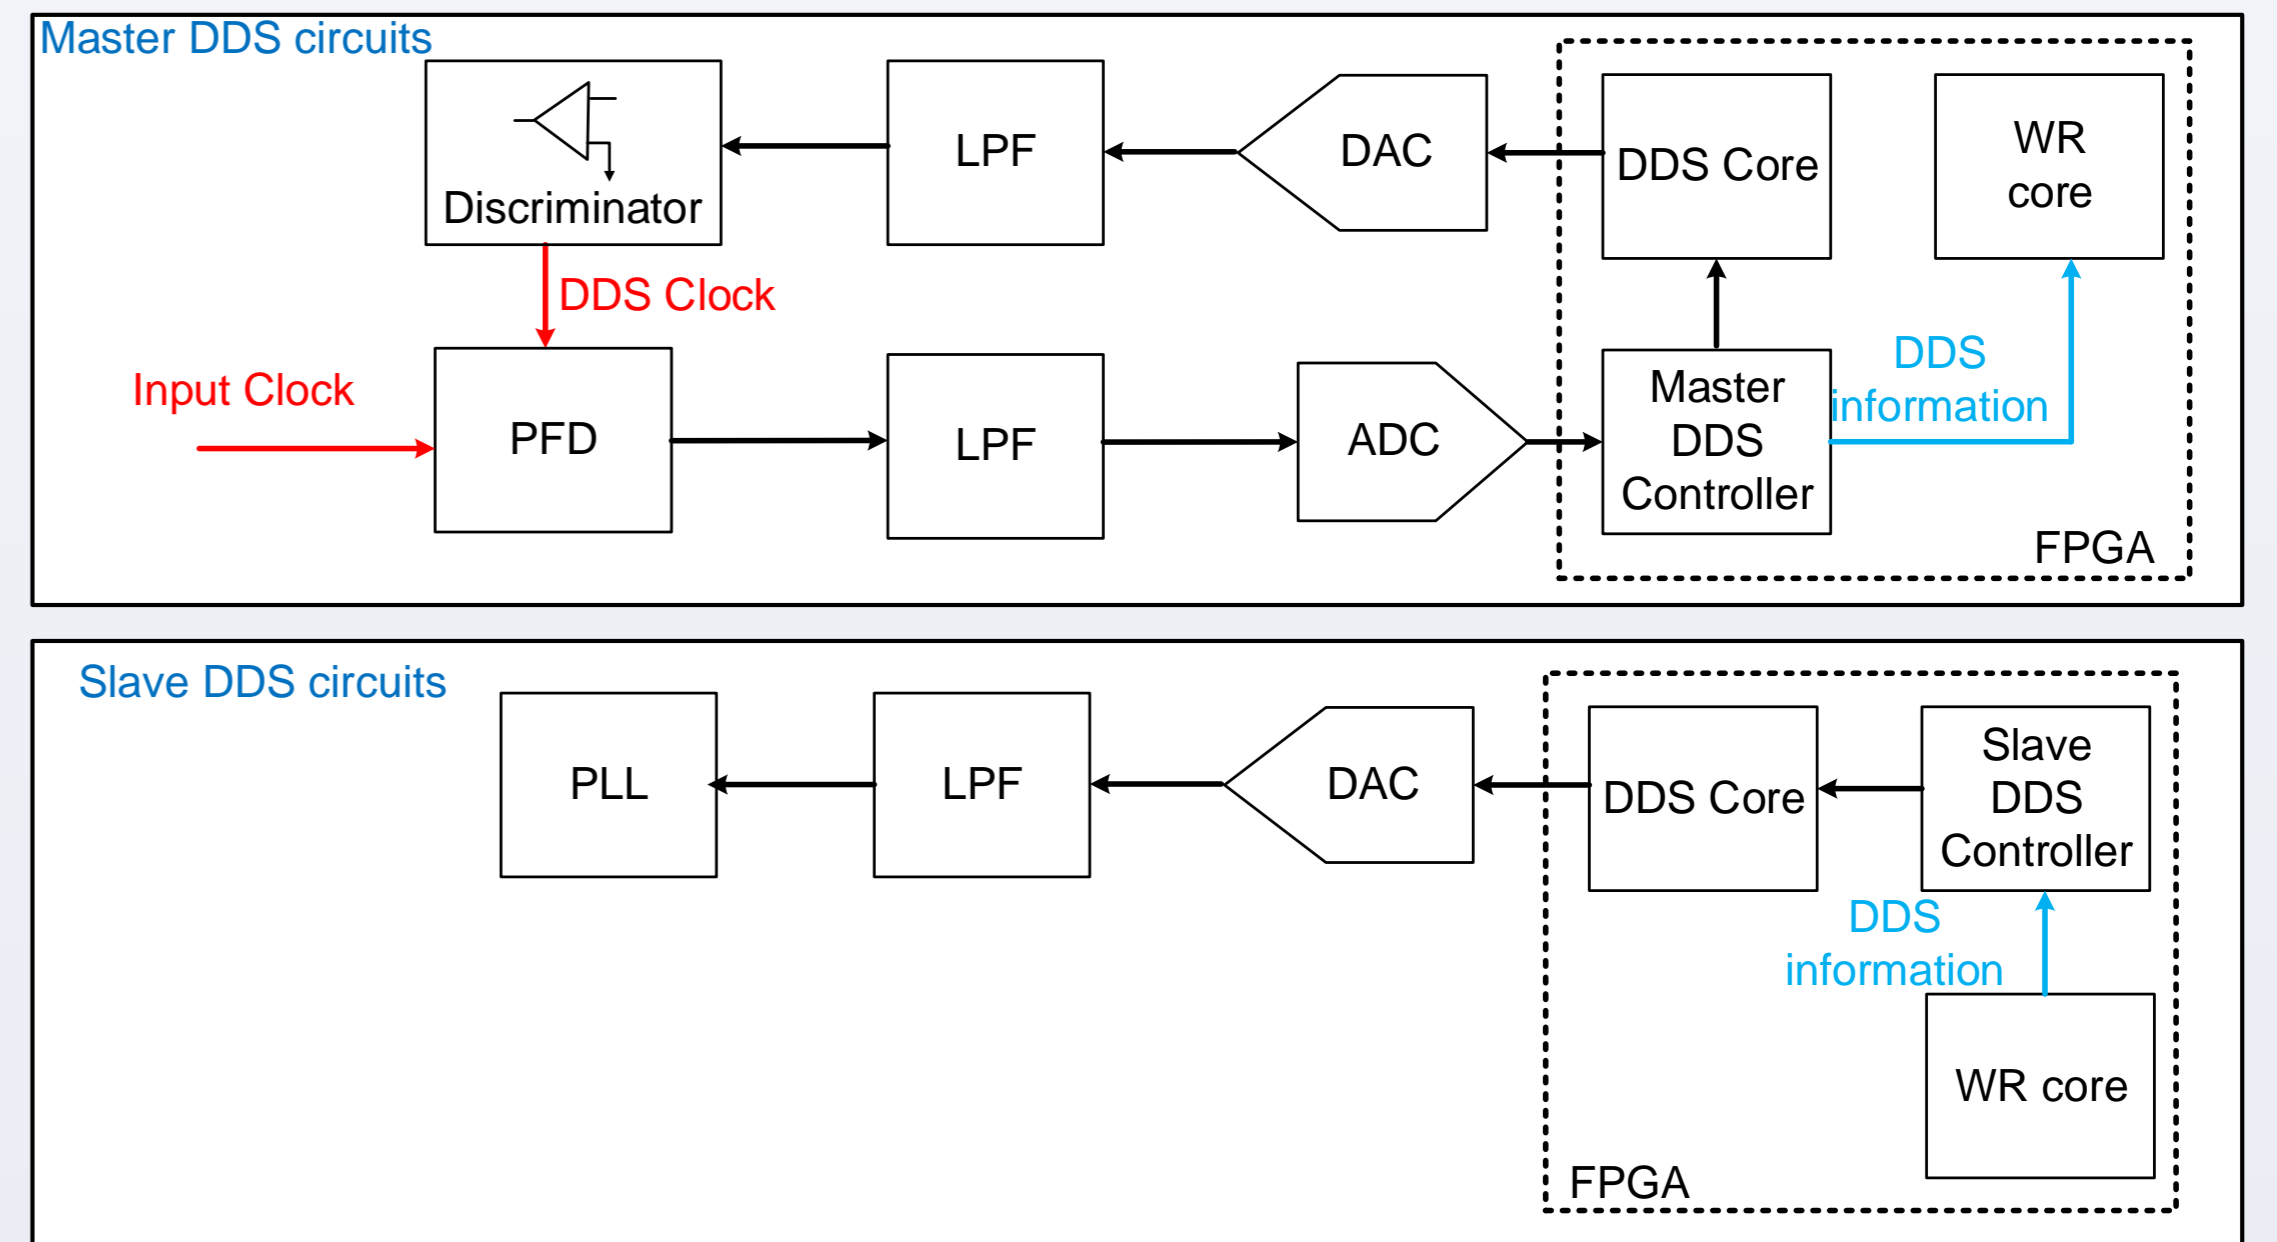 Master DDS circuits
Discriminator
LPF
DAC
DDS Core
WR
core
DDS Clock
Input Clock
PFD
LPF
ADC
Master
DDS
Controller
DDS
information
FPGA
Slave DDS circuits
PLL
LPF
DAC
DDS Core
Slave
DDS
Controller
DDS
information
WR core
FPGA